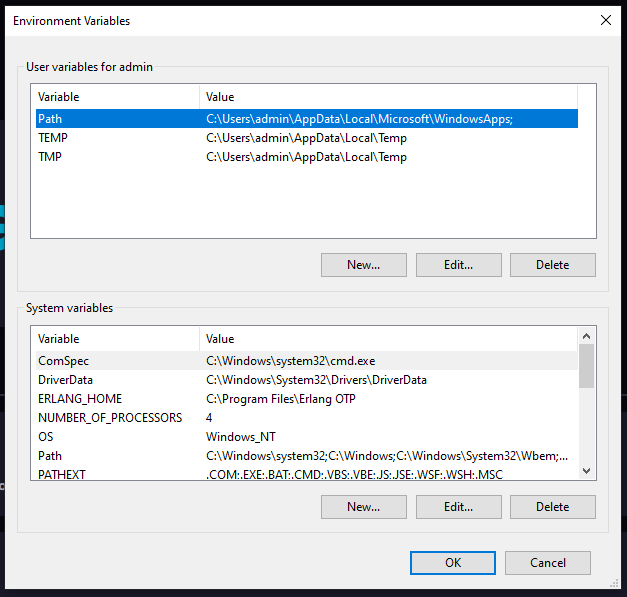 Environment Variables
User variables for admin
Variable Value
Path C:\Users\admin\AppData\Local\Microsoft\WindowsApps;
TEMP C:\Users\admin\AppData\Local\Temp
TMP C:\Users\admin\AppData\Local\Temp
New... Edit... Delete
System variables
Variable Value
ComSpec C:\Windows\system32\cmd.exe
DriverData C:\Windows\System32\Drivers\DriverData
ERLANG_HOME C:\Program Files\Erlang OTP
NUMBER_OF_PROCESSORS 4
OS Windows_NT
Path C:\Windows\system32;C:\Windows;C:\Windows\System32\Wbem;...
PATHEXT .COM;.EXE;.BAT;.CMD;.VBS;.VBE;.JS;.JSE;.WSF;.WSH;.MSC
New... Edit... Delete
OK Cancel